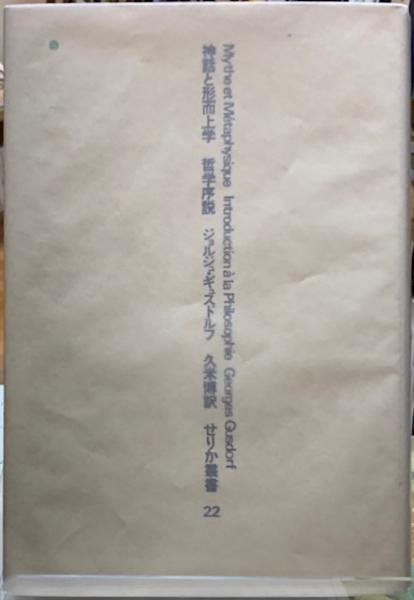 Mythe et Métaphysique Introduction à la Philosophie Georges Gusdorf
神話と形而上学 哲学序説 ジョルジュ・ギュスドルフ 久米博訳 せりか叢書 22